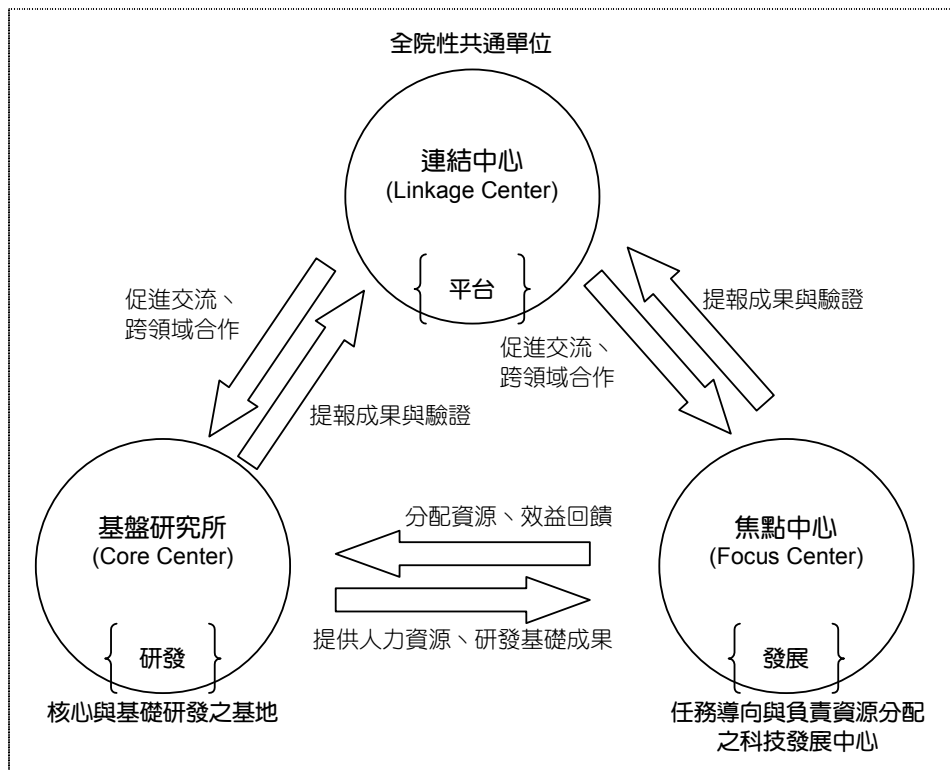 全院性共通單位
連結中心
(Linkage Center)
平台
促進交流、
跨領域合作
提報成果與驗證
提報成果與驗證
促進交流、
跨領域合作
基盤研究所
(Core Center)
研發
核心與基礎研發之基地
分配資源、效益回饋
提供人力資源、研發基礎成果
焦點中心
(Focus Center)
發展
任務導向與負責資源分配
之科技發展中心